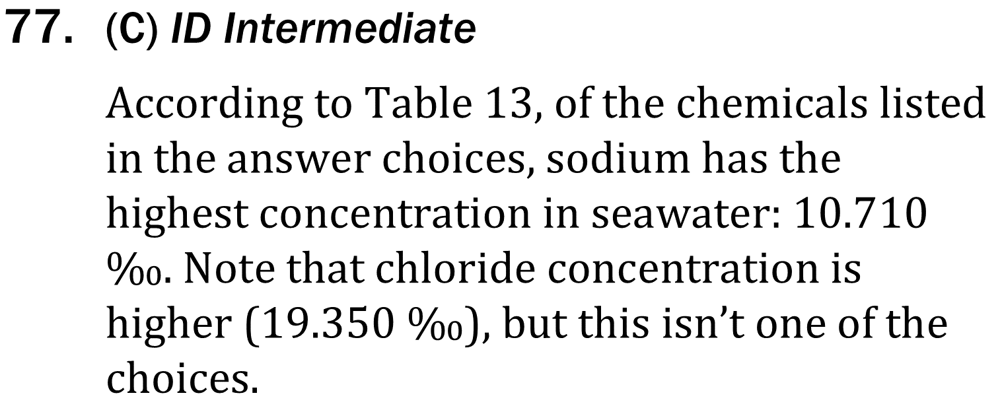 77. (C) ID Intermediate
According to Table 13, of the chemicals listed
in the answer choices, sodium has the
highest concentration in seawater: 10.710
‰. Note that chloride concentration is
higher (19.350 ‰), but this isn’t one of the
choices.